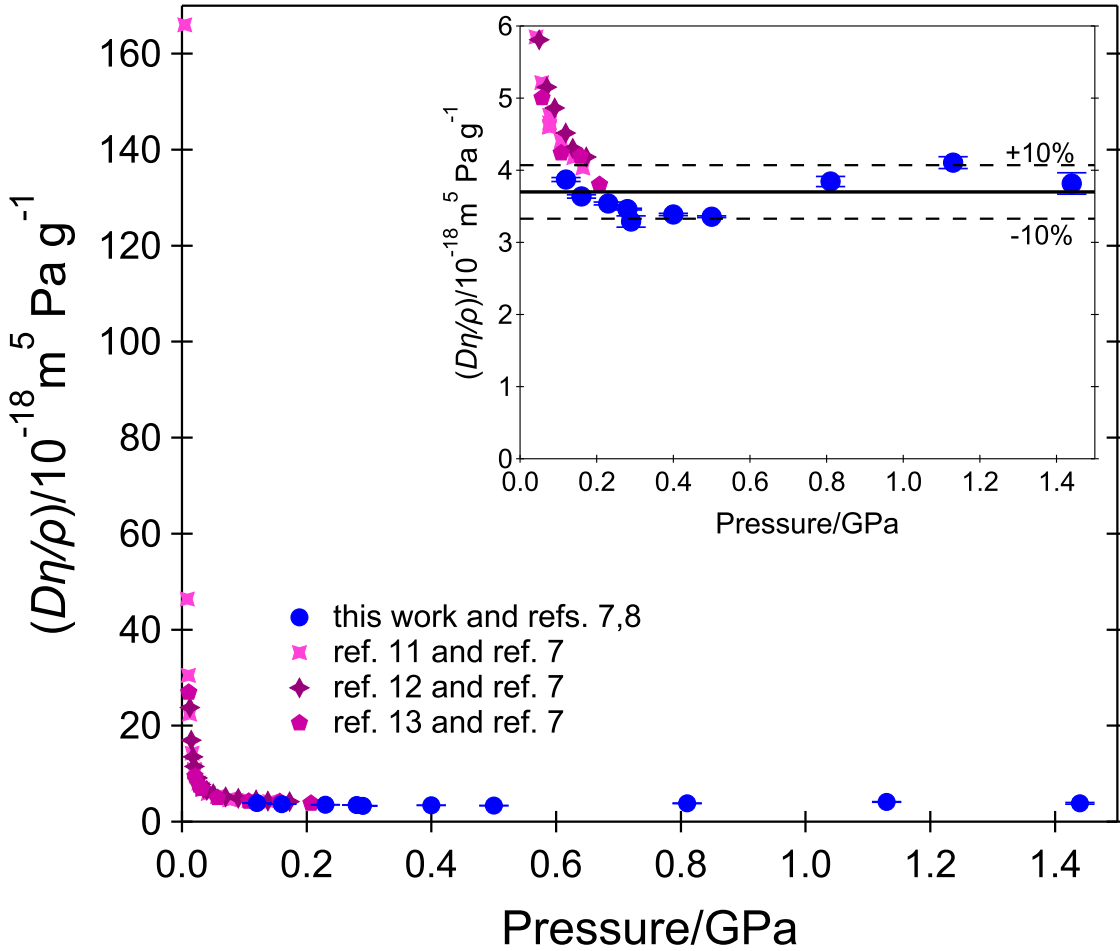 (Dη/ρ)/10⁻¹⁸ m⁵ Pa g⁻¹
160
140
120
100
80
60
40
20
0
0.0 0.2 0.4 0.6 0.8 1.0 1.2 1.4
Pressure/GPa
this work and refs. 7,8
ref. 11 and ref. 7
ref. 12 and ref. 7
ref. 13 and ref. 7
(Dη/ρ)/10⁻¹⁸ m⁵ Pa g⁻¹
6
5
4
3
2
1
0
+10%
-10%
0.0 0.2 0.4 0.6 0.8 1.0 1.2 1.4
Pressure/GPa